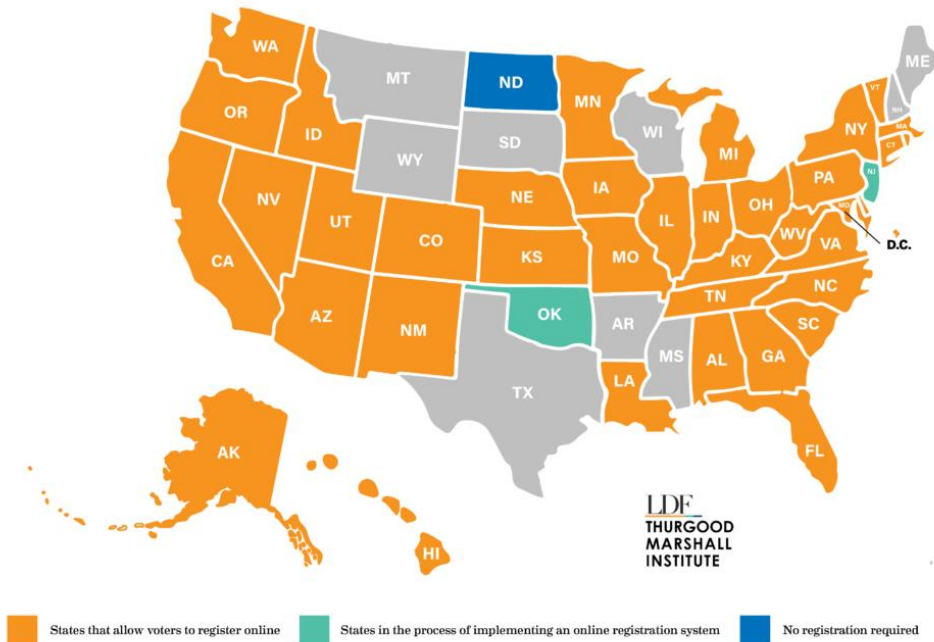 WA
MT
ND
MN
ME
VT
NH
OR
ID
SD
WI
NY
MA
WY
MI
CT
NV
NE
IA
PA
NJ
UT
CO
IL
IN
OH
MD
WV
D.C.
CA
KS
MO
KY
VA
AZ
NM
OK
TN
NC
AR
SC
TX
MS
AL
GA
LA
FL
AK
HI
LDF
THURGOOD
MARSHALL
INSTITUTE
States that allow voters to register online
States in the process of implementing an online registration system
No registration required